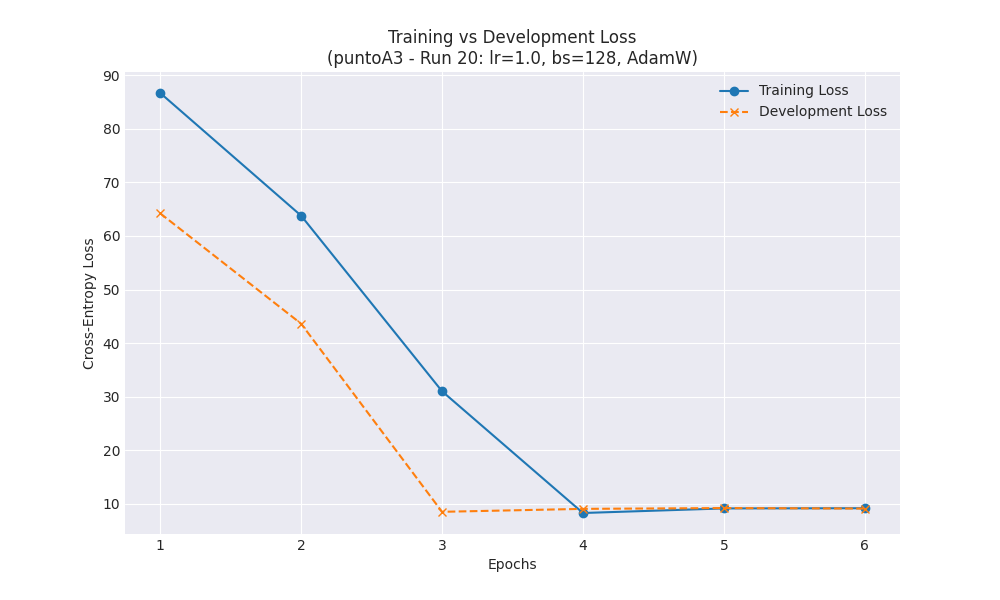 Training vs Development Loss
(puntoA3 - Run 20: lr=1.0, bs=128, AdamW)
Training Loss
Development Loss
90
80
70
60
50
40
30
20
10
Cross-Entropy Loss
1 2 3 4 5 6
Epochs